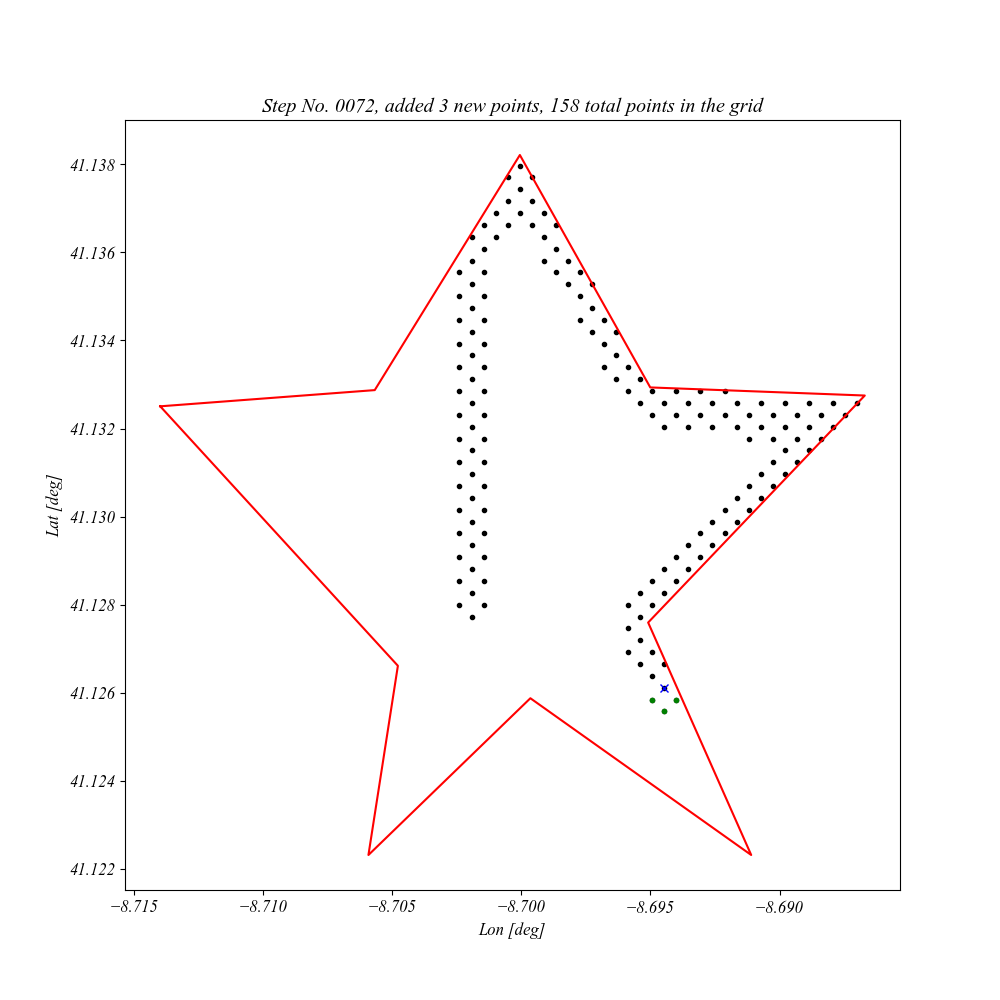 Step No. 0072, added 3 new points, 158 total points in the grid
41.138
41.136
41.134
41.132
41.130
41.128
41.126
41.124
41.122
Lat [deg]
−8.715 −8.710 −8.705 −8.700 −8.695 −8.690
Lon [deg]